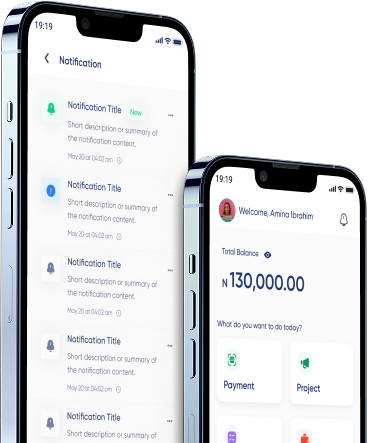 19:19
Notification
Notification Title New
Short description or summary of
the notification content.
May 20 at 04:02 am
Notification Title
Short description or summary of
the notification content.
May 20 at 04:02 am
Notification Title
Short description or summary of
the notification content.
May 20 at 04:02 am
Notification Title
Short description or summary of
the notification content.
May 20 at 04:02 am
Notification Title
Short description or summary of
19:19
Welcome, Amina Ibrahim
Total Balance
N 130,000.00
What do you want to do today?
Payment
Project